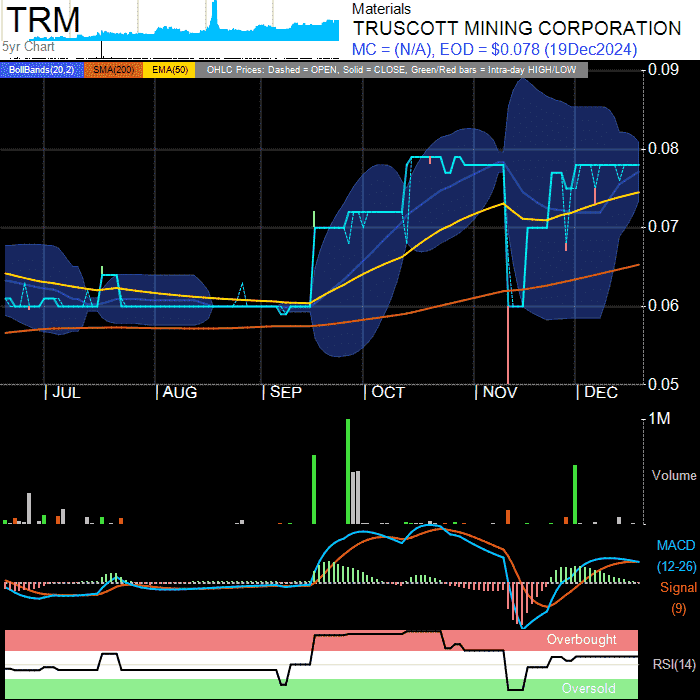 TRM
5yr Chart
Materials
TRUSCOTT MINING CORPORATION
MC = (N/A), EOD = $0.078 (19Dec2024)
BollBands(20,2) SMA(200) EMA(50) OHLC Prices: Dashed = OPEN, Solid = CLOSE, Green/Red bars = Intra-day HIGH/LOW
0.09
0.08
0.07
0.06
0.05
| JUL | AUG | SEP | OCT | NOV | DEC
1M
Volume
MACD
(12-26)
Signal
(9)
Overbought
RSI(14)
Oversold